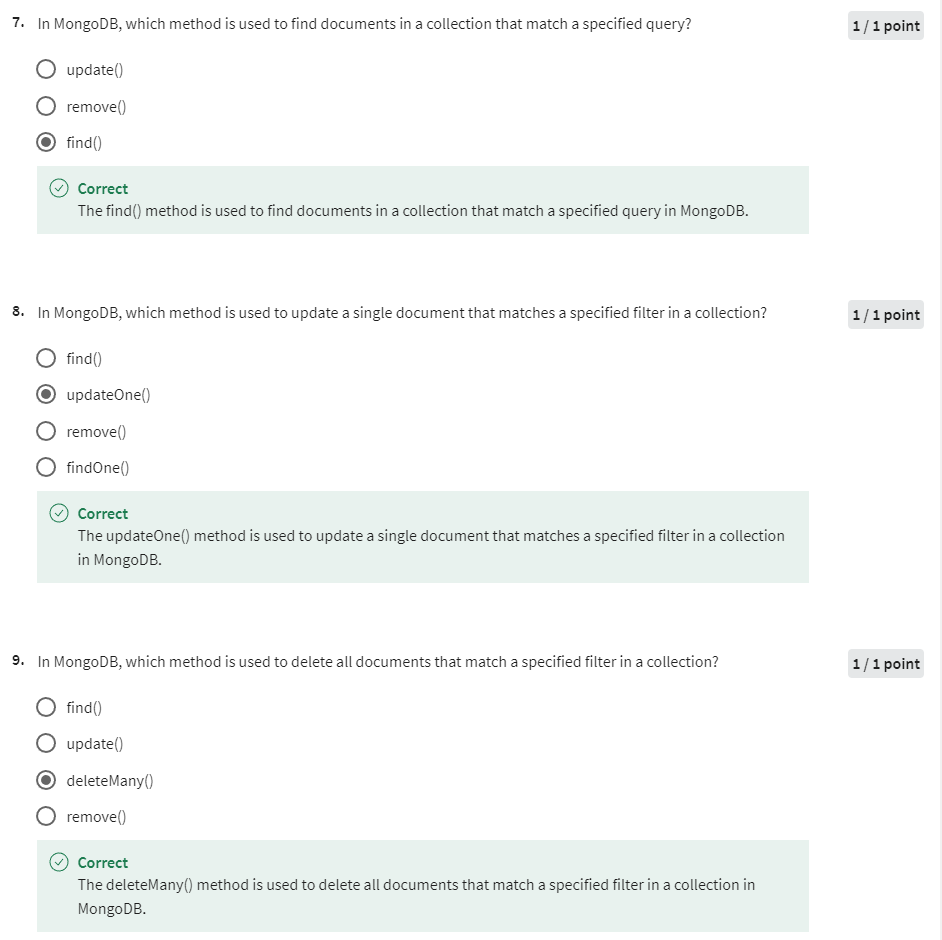 7. In MongoDB, which method is used to find documents in a collection that match a specified query?
1 / 1 point
update()
remove()
find()
Correct
The find() method is used to find documents in a collection that match a specified query in MongoDB.
8. In MongoDB, which method is used to update a single document that matches a specified filter in a collection?
1 / 1 point
find()
updateOne()
remove()
findOne()
Correct
The updateOne() method is used to update a single document that matches a specified filter in a collection
in MongoDB.
9. In MongoDB, which method is used to delete all documents that match a specified filter in a collection?
1 / 1 point
find()
update()
deleteMany()
remove()
Correct
The deleteMany() method is used to delete all documents that match a specified filter in a collection in
MongoDB.